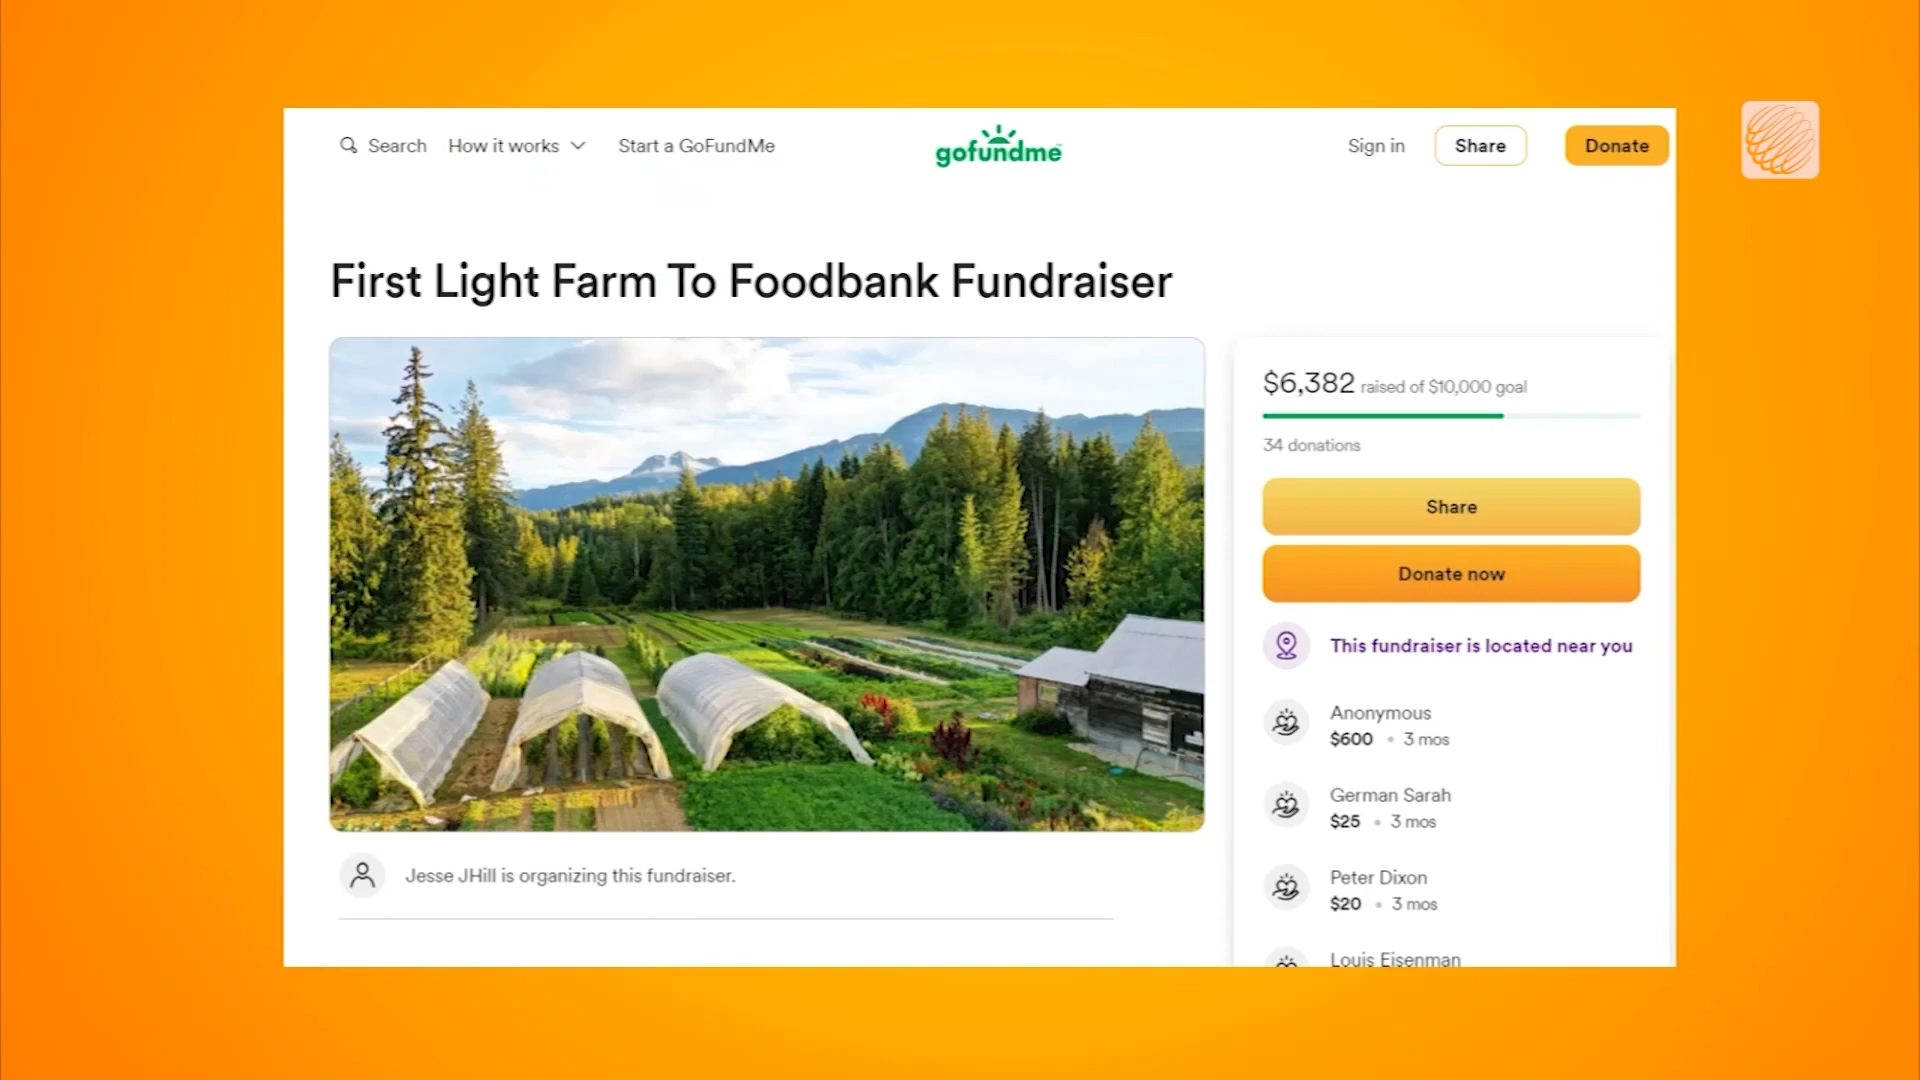 Search
How it works
Start a GoFundMe
gofundme
Sign in
Share
Donate
First Light Farm To Foodbank Fundraiser
$6,382 raised of $10,000 goal
34 donations
Share
Donate now
This fundraiser is located near you
Anonymous
$600 • 3 mos
German Sarah
$25 • 3 mos
Peter Dixon
$20 • 3 mos
Louis Eisenman
Jesse JHill is organizing this fundraiser.